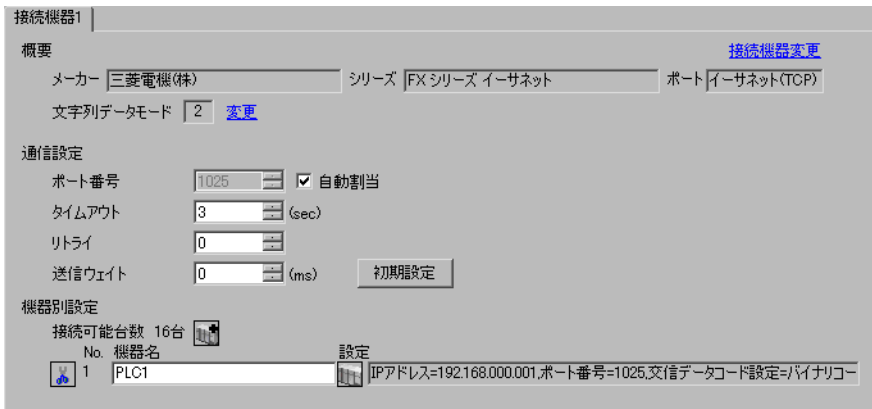 接続機器1
概要 接続機器変更
メーカー 三菱電機(株) シリーズ FX シリーズ イーサネット ポート イーサネット(TCP)
文字列データモード 2 変更
通信設定
ポート番号 1025 自動割当
タイムアウト 3 (sec)
リトライ 0
送信ウェイト 0 (ms) 初期設定
機器別設定
接続可能台数 16台
No. 機器名 設定
1 PLC1 IPアドレス=192.168.000.001,ポート番号=1025,交信データコード設定=バイナリコー